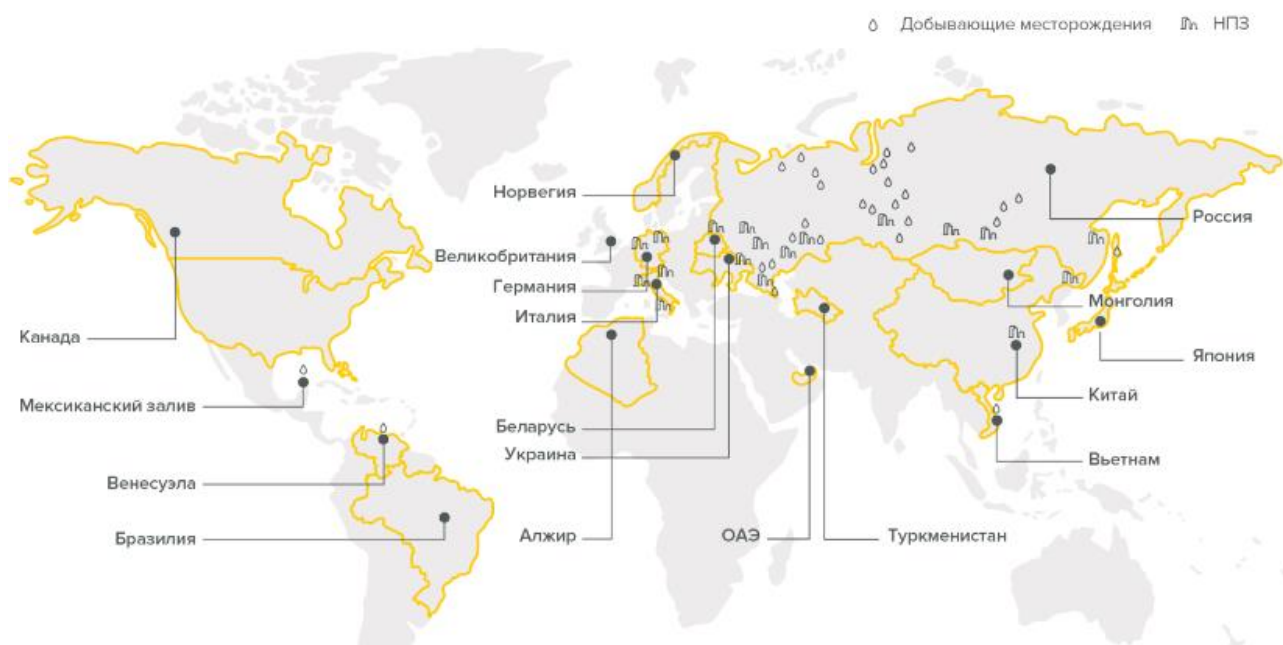 Добывающие месторождения
НПЗ
Норвегия
Россия
Великобритания
Германия
Монголия
Италия
Канада
Япония
Китай
Мексиканский залив
Беларусь
Украина
Вьетнам
Венесуэла
Бразилия
Алжир
ОАЭ
Туркменистан